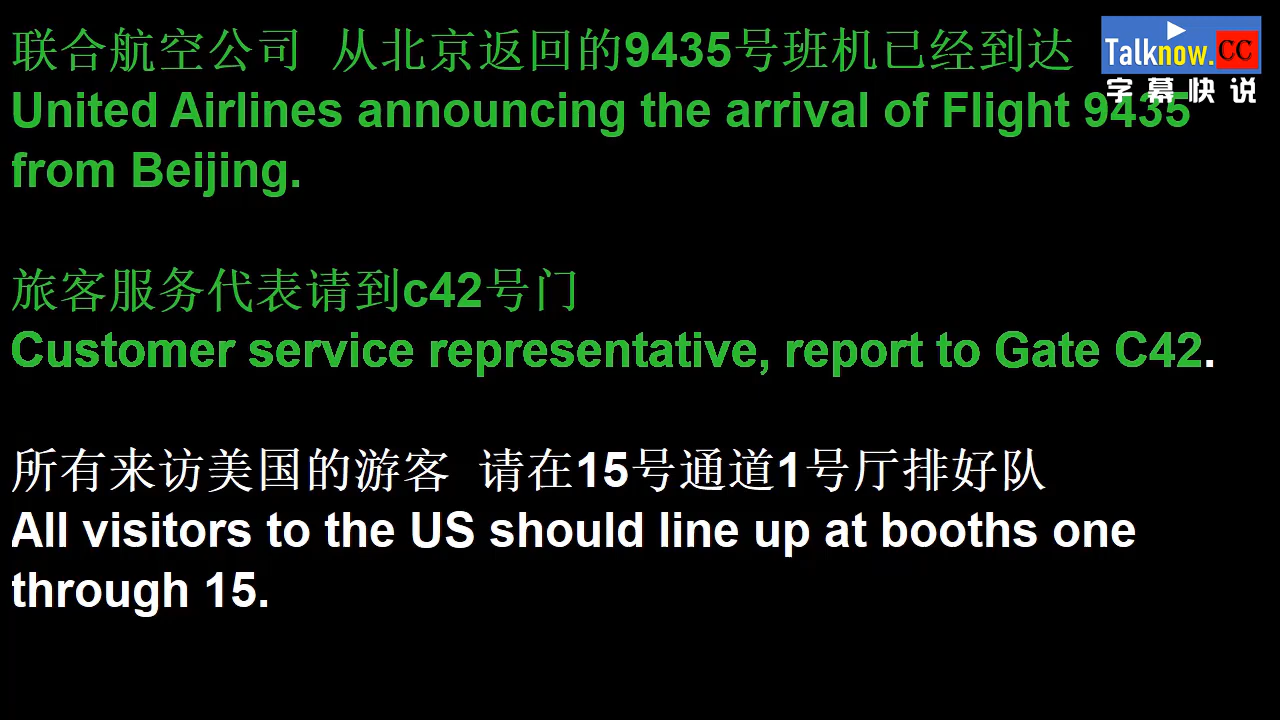 联合航空公司 从北京返回的9435号班机已经到达
Talknow.CC
字幕快说
United Airlines announcing the arrival of Flight 9435
from Beijing.
旅客服务代表请到c42号门
Customer service representative, report to Gate C42.
所有来访美国的游客 请在15号通道1号厅排好队
All visitors to the US should line up at booths one
through 15.